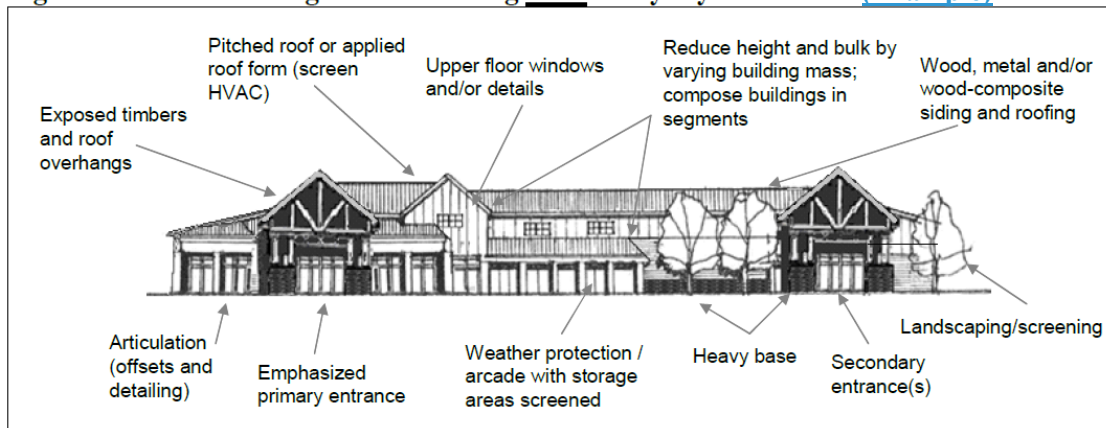 Pitched roof or applied
roof form (screen
HVAC)
Upper floor windows
and/or details
Reduce height and bulk by
varying building mass;
compose buildings in
segments
Wood, metal and/or
wood-composite
siding and roofing
Exposed timbers
and roof
overhangs
Articulation
(offsets and
detailing)
Emphasized
primary entrance
Weather protection /
arcade with storage
areas screened
Heavy base
Secondary
entrance(s)
Landscaping/screening